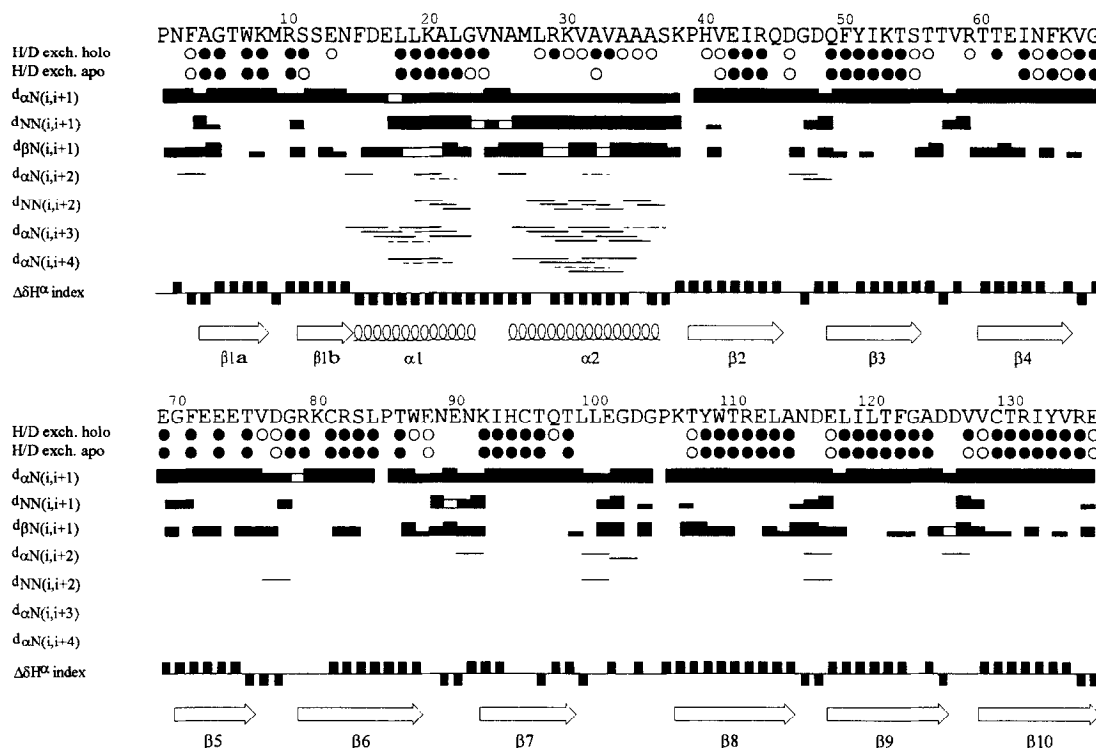 10 20 30 40 50 60
PNFAGTWKMRSSENFDELLKALGVNAMLRKVAVAAASKPHVEIRQDGDQFYIKTSTTVRTTEINFKVG
H/D exch. holo
H/D exch. apo
dαN(i,i+1)
dNN(i,i+1)
dβN(i,i+1)
dαN(i,i+2)
dNN(i,i+2)
dαN(i,i+3)
dαN(i,i+4)
ΔδHα index
β1a β1b α1 α2 β2 β3 β4
70 80 90 100 110 120 130
EGFEEETVDGRKCRSLPTWENENKIHCTQTLLEGDGPKTYWTRELANDELILTFGADDVVCTRIYVRE
H/D exch. holo
H/D exch. apo
dαN(i,i+1)
dNN(i,i+1)
dβN(i,i+1)
dαN(i,i+2)
dNN(i,i+2)
dαN(i,i+3)
dαN(i,i+4)
ΔδHα index
β5 β6 β7 β8 β9 β10